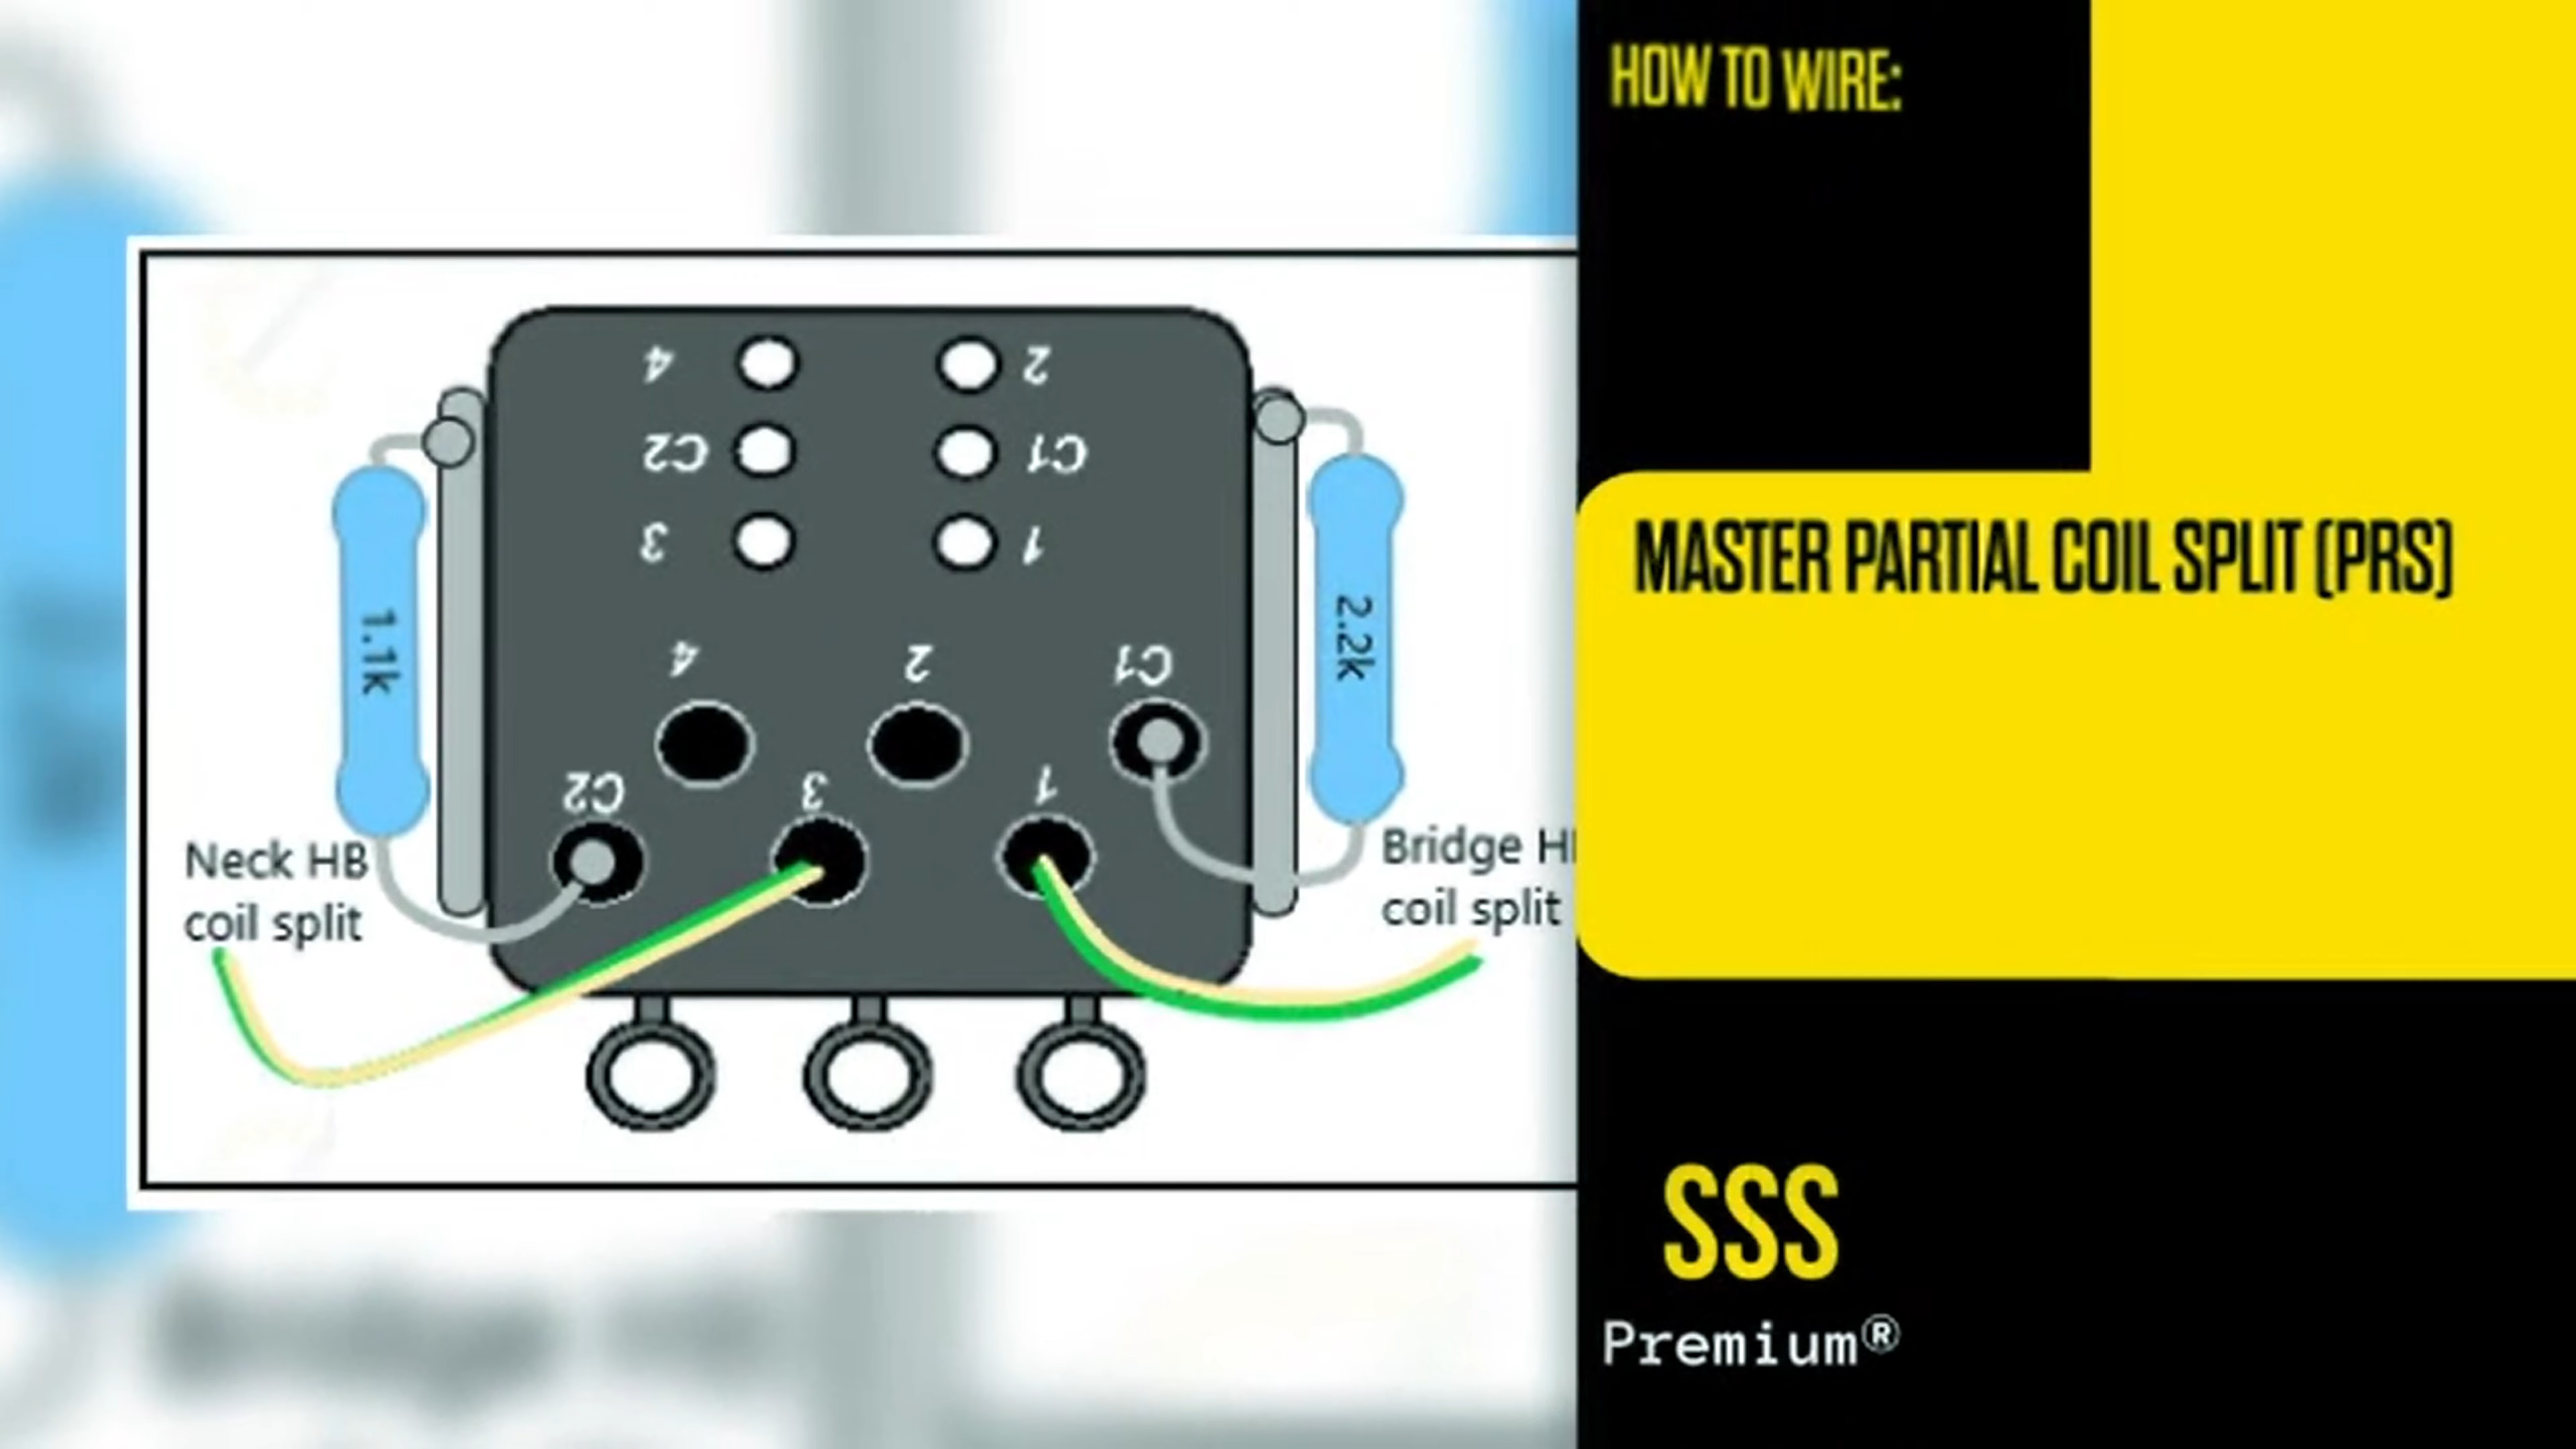 HOW TO WIRE:
MASTER PARTIAL COIL SPLIT (PRS)
4
2
C2
C1
3
1
1.1k
2.2k
4
2
C1
C2
3
1
Neck HB
coil split
Bridge H
coil split
SSS
Premium®